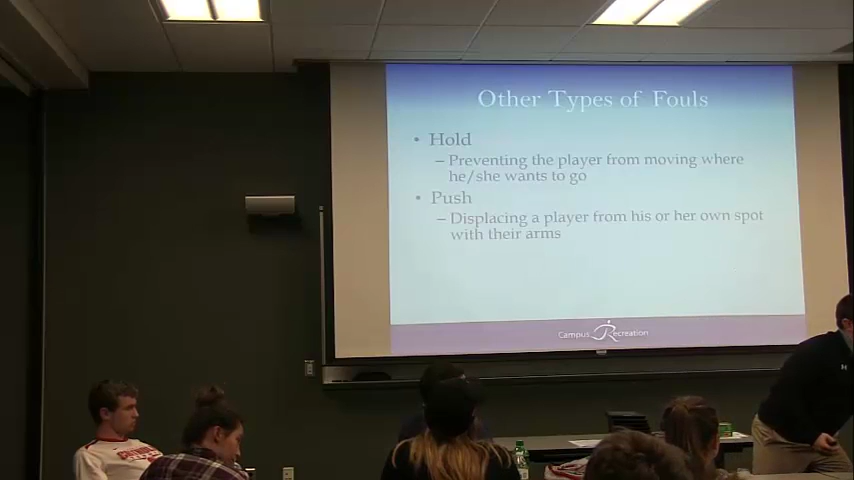 Other Types of Fouls
• Hold
– Preventing the player from moving where
he/she wants to go
• Push
– Displacing a player from his or her own spot
with their arms
Campus Recreation